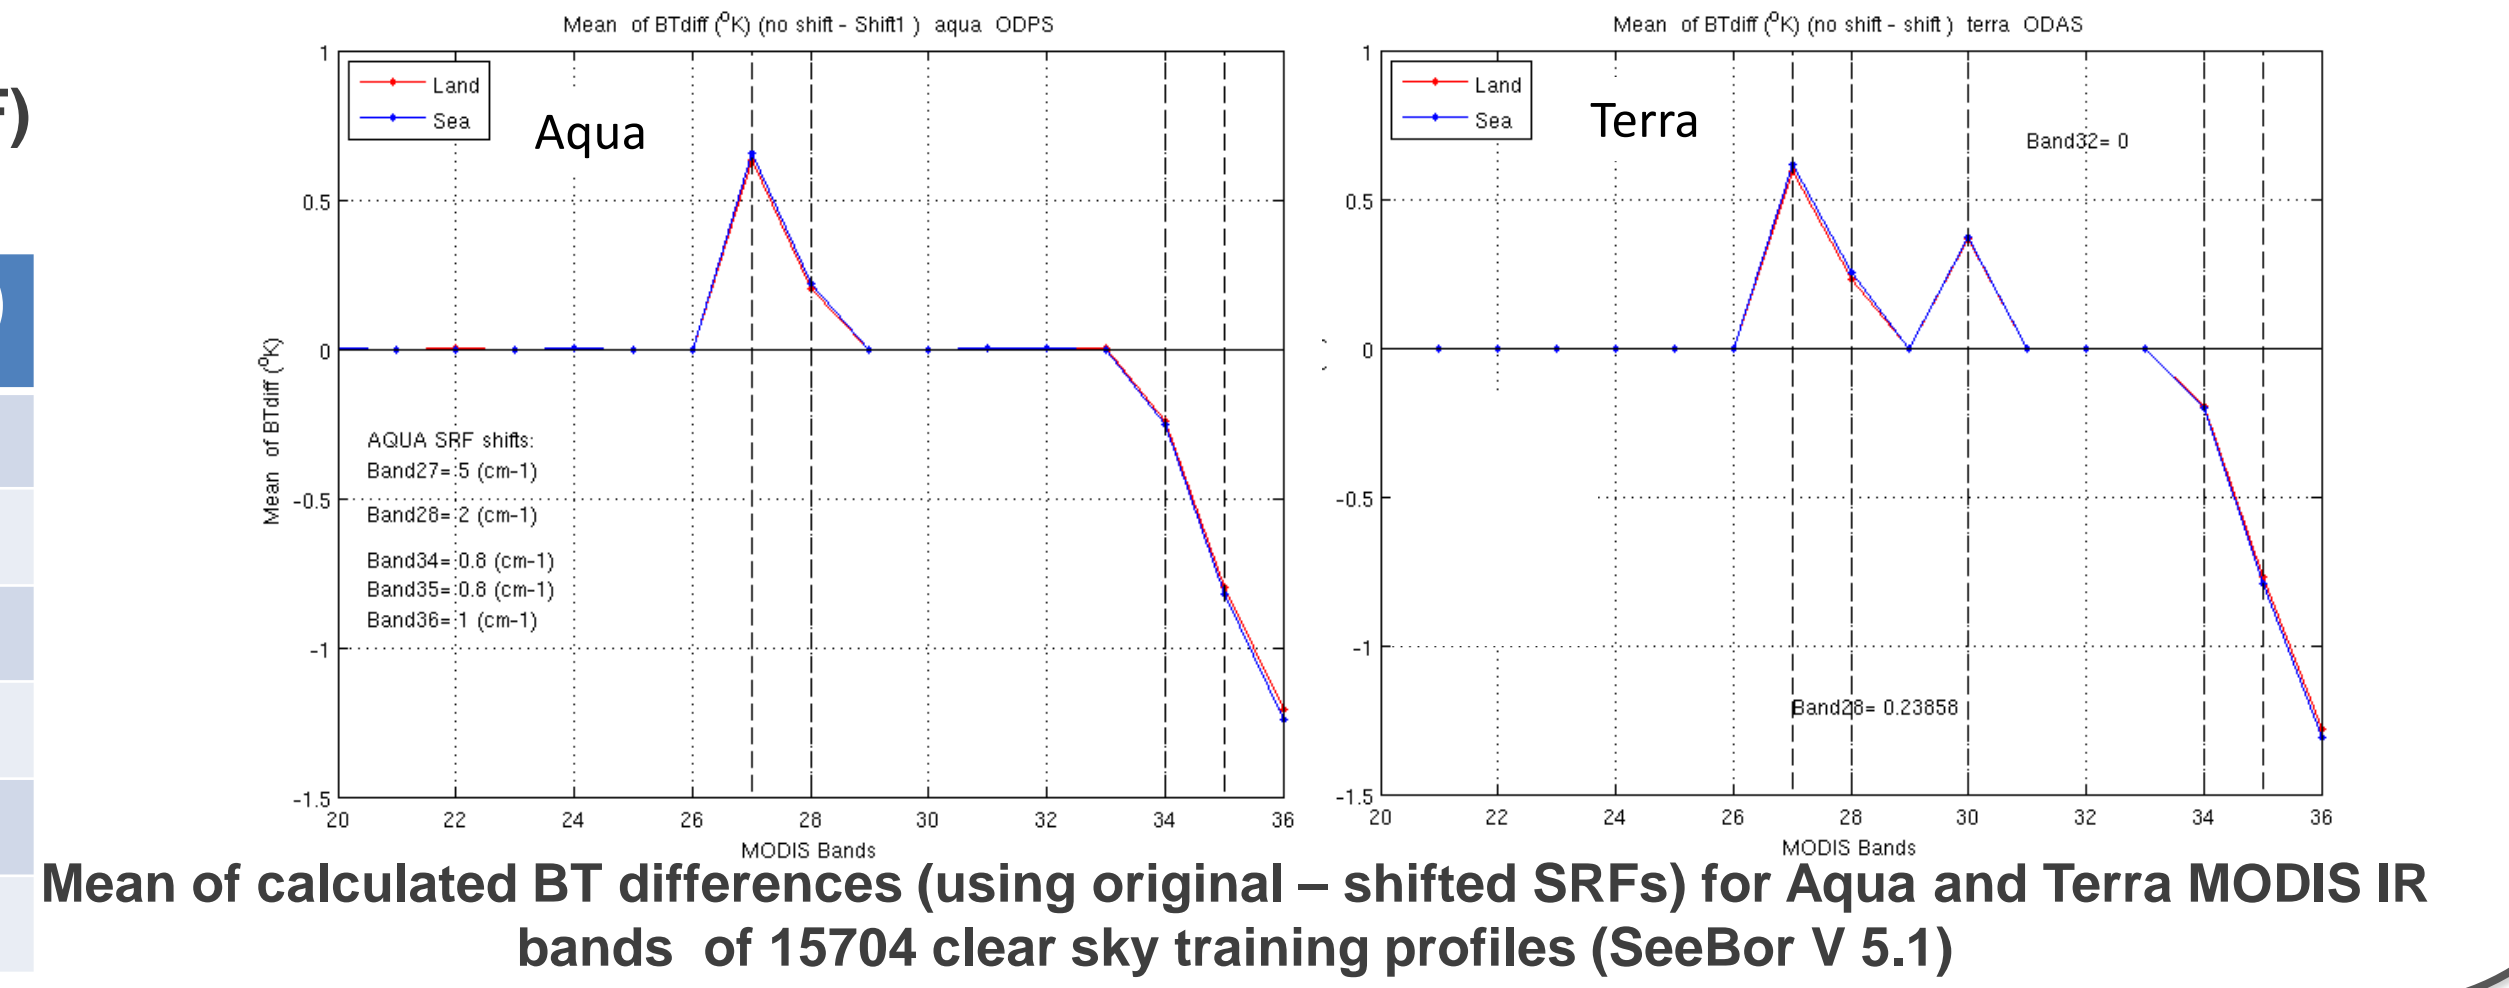 F)
)
Mean of BTdiff (⁰K) (no shift - Shift1 ) aqua ODPS
1
0.5
0
-0.5
-1
-1.5
Mean of BTdiff (⁰K)
Land
Sea
Aqua
AQUA SRF shifts:
Band27= 5 (cm-1)
Band28= 2 (cm-1)
Band34= 0.8 (cm-1)
Band35= 0.8 (cm-1)
Band36= 1 (cm-1)
20 22 24 26 28 30 32 34 36
MODIS Bands
Mean of BTdiff (⁰K) (no shift - shift ) terra ODAS
1
0.5
0
-0.5
-1
-1.5
Land
Sea
Terra
Band32= 0
Band28= 0.23858
20 22 24 26 28 30 32 34 36
MODIS Bands
Mean of calculated BT differences (using original – shifted SRFs) for Aqua and Terra MODIS IR
bands of 15704 clear sky training profiles (SeeBor V 5.1)